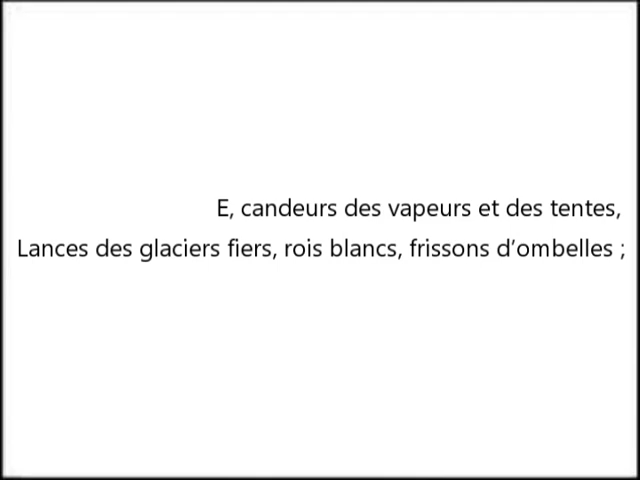 E, candeurs des vapeurs et des tentes,
Lances des glaciers fiers, rois blancs, frissons d’ombelles ;